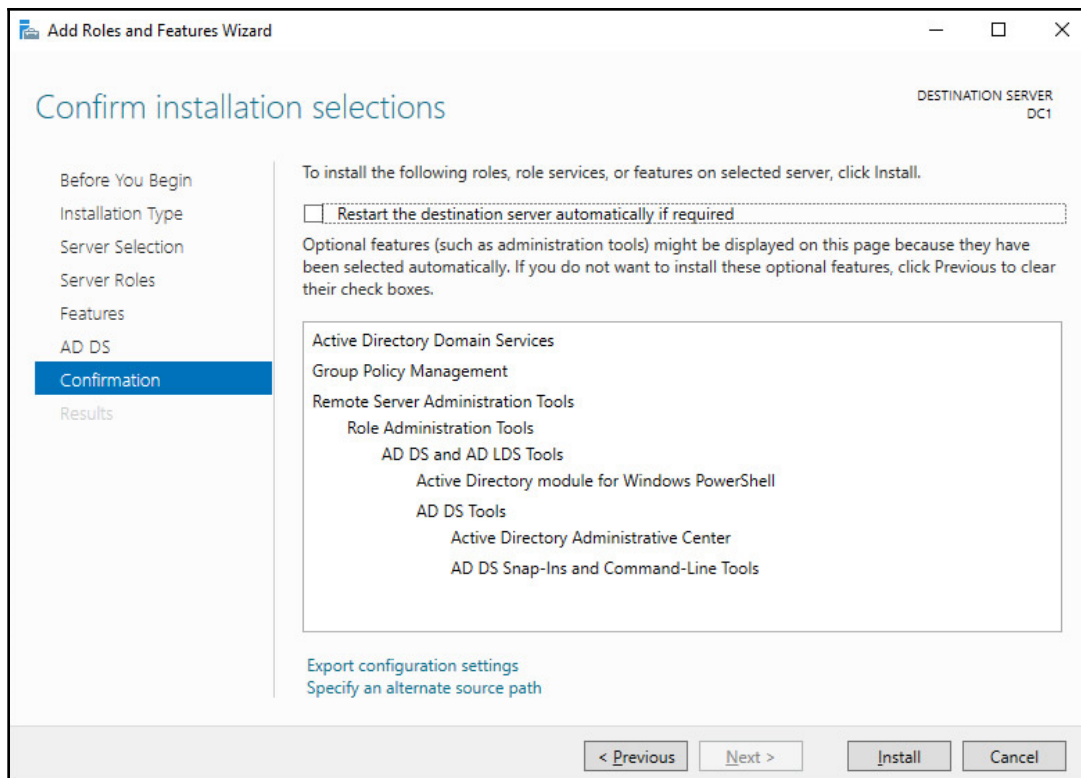 Add Roles and Features Wizard
Confirm installation selections
DESTINATION SERVER
DC1
Before You Begin
Installation Type
Server Selection
Server Roles
Features
AD DS
Confirmation
Results
To install the following roles, role services, or features on selected server, click Install.
Restart the destination server automatically if required
Optional features (such as administration tools) might be displayed on this page because they have
been selected automatically. If you do not want to install these optional features, click Previous to clear
their check boxes.
Active Directory Domain Services
Group Policy Management
Remote Server Administration Tools
Role Administration Tools
AD DS and AD LDS Tools
Active Directory module for Windows PowerShell
AD DS Tools
Active Directory Administrative Center
AD DS Snap-Ins and Command-Line Tools
Export configuration settings
Specify an alternate source path
< Previous
Next >
Install
Cancel